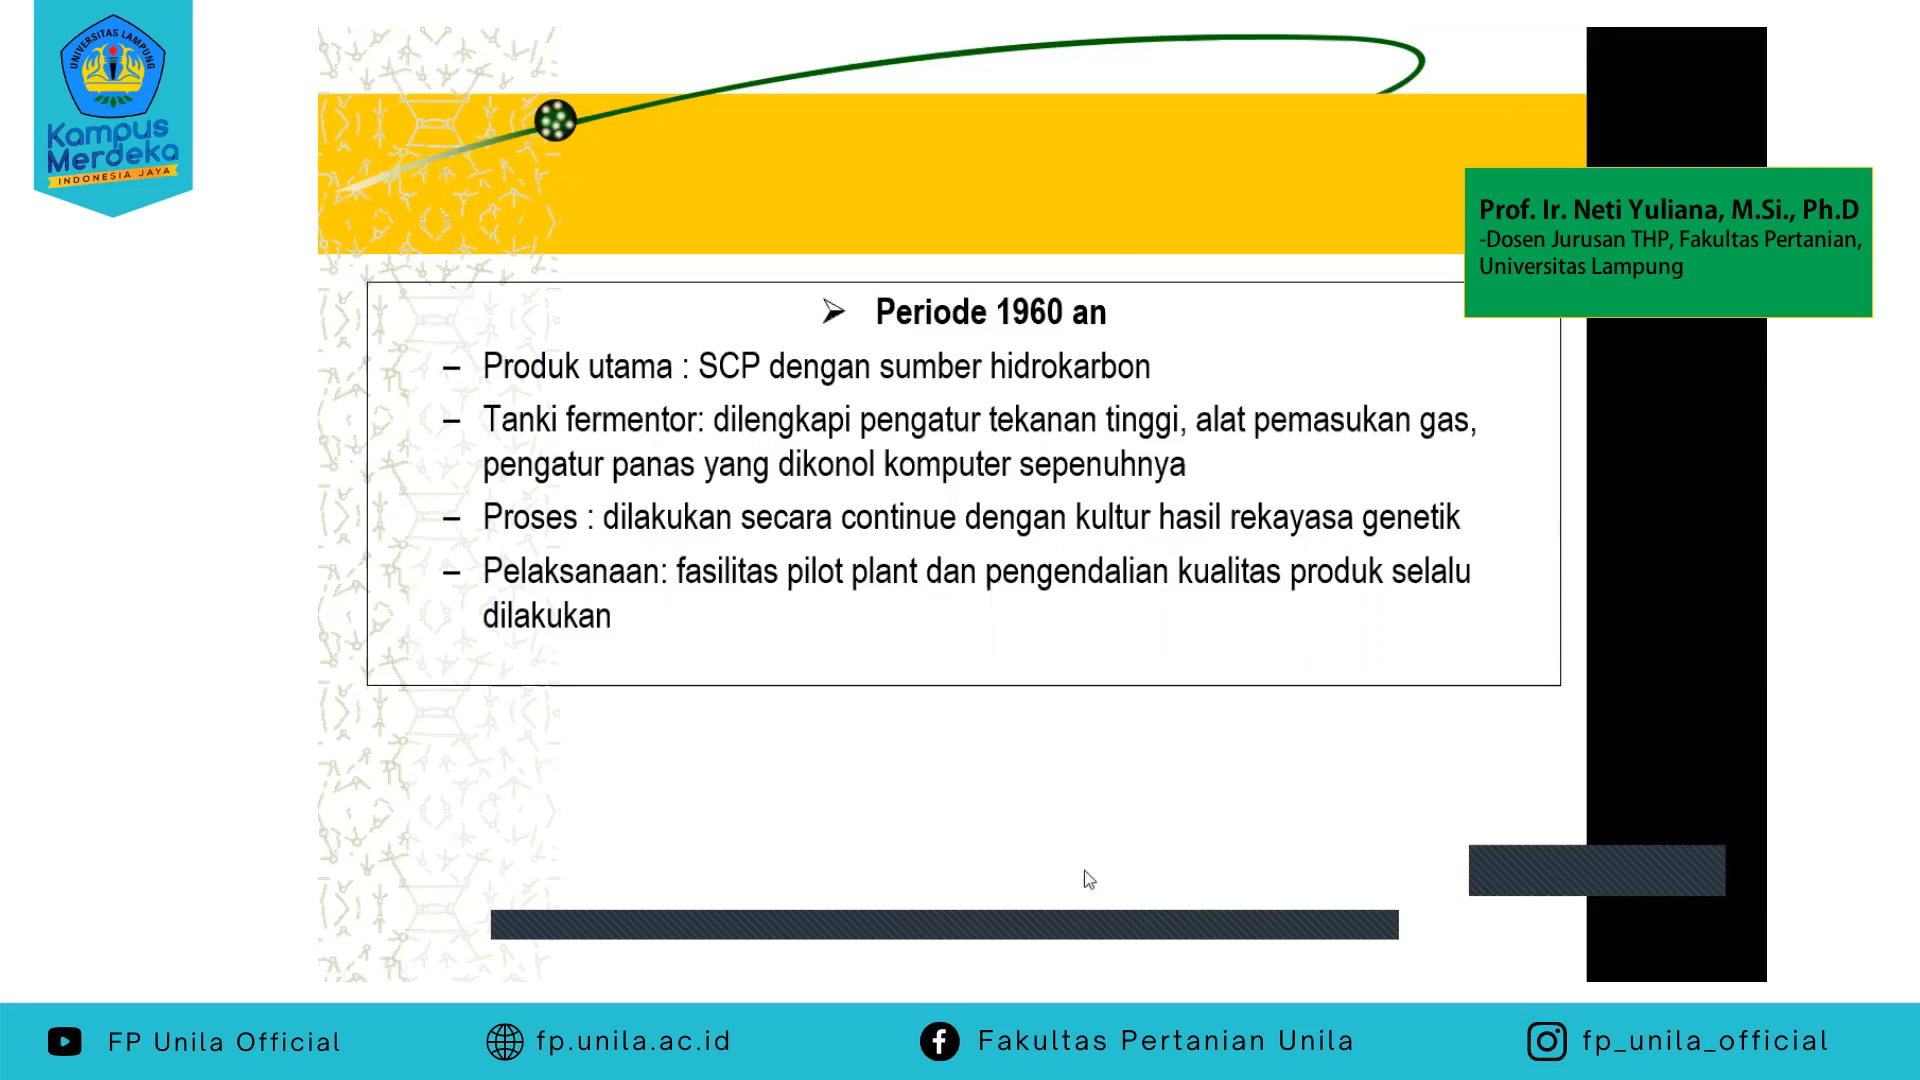 UNIVERSITAS LAMPUNG
Kampus
Merdeka
INDONESIA JAYA
Prof. Ir. Neti Yuliana, M.Si., Ph.D
-Dosen Jurusan THP, Fakultas Pertanian,
Universitas Lampung
➢ Periode 1960 an
– Produk utama : SCP dengan sumber hidrokarbon
– Tanki fermentor: dilengkapi pengatur tekanan tinggi, alat pemasukan gas,
pengatur panas yang dikonol komputer sepenuhnya
– Proses : dilakukan secara continue dengan kultur hasil rekayasa genetik
– Pelaksanaan: fasilitas pilot plant dan pengendalian kualitas produk selalu
dilakukan
FP Unila Official
fp.unila.ac.id
Fakultas Pertanian Unila
fp_unila_official